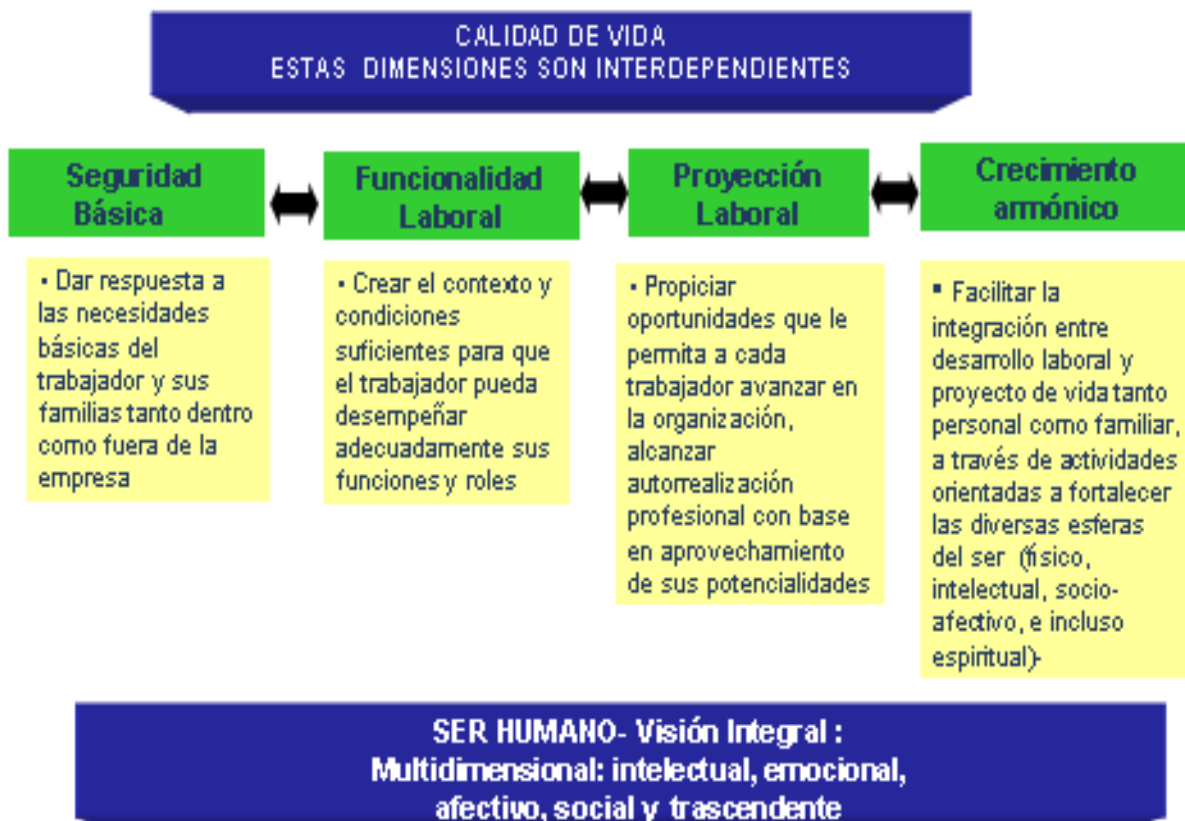 CALIDAD DE VIDA
ESTAS DIMENSIONES SON INTERDEPENDIENTES
Seguridad
Básica
• Dar respuesta a
las necesidades
básicas del
trabajador y sus
familias tanto dentro
como fuera de la
empresa
Funcionalidad
Laboral
• Crear el contexto y
condiciones
suficientes para que
el trabajador pueda
desempeñar
adecuadamente sus
funciones y roles
Proyección
Laboral
• Propiciar
oportunidades que le
permita a cada
trabajador avanzar en
la organización,
alcanzar
autorrealización
profesional con base
en aprovechamiento
de sus potencialidades
Crecimiento
armónico
▪ Facilitar la
integración entre
desarrollo laboral y
proyecto de vida tanto
personal como familiar,
a través de actividades
orientadas a fortalecer
las diversas esferas
del ser (físico,
intelectual, socio-
afectivo, e incluso
espiritual)-
SER HUMANO- Visión Integral :
Multidimensional: intelectual, emocional,
afectivo, social y trascendente